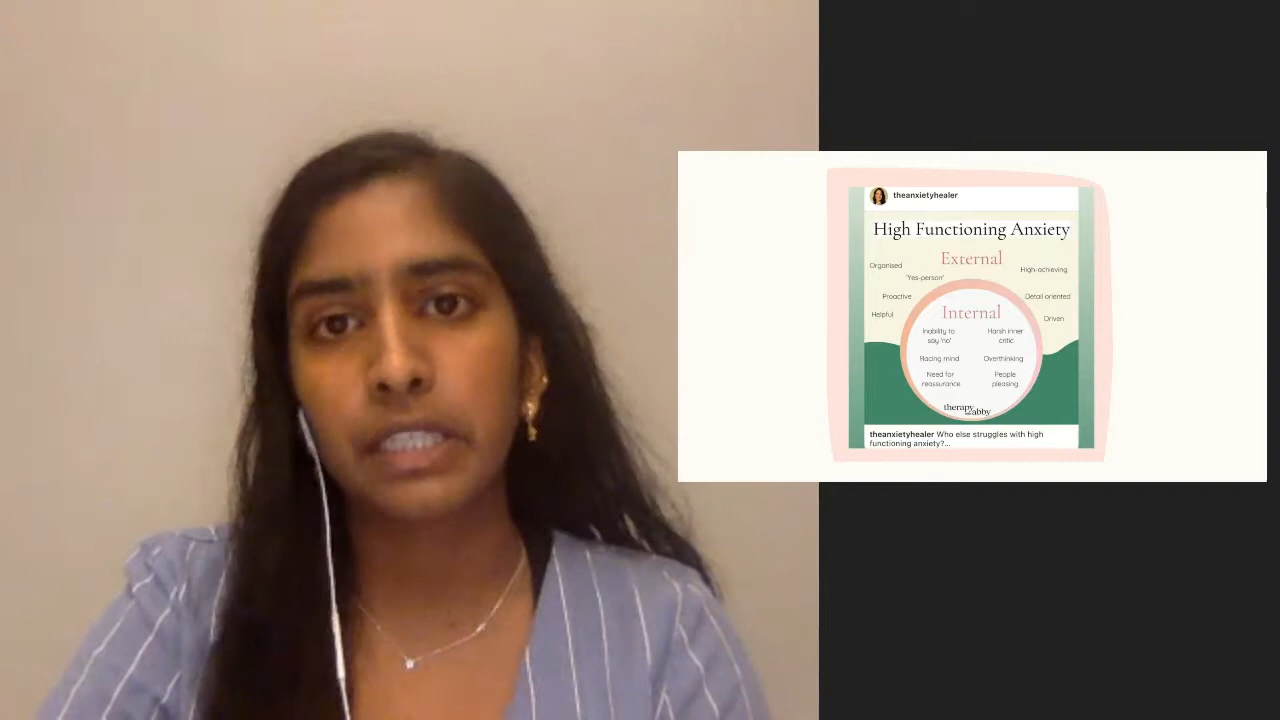 theanxietyhealer
High Functioning Anxiety
External
Organised
"Yes-person"
High-achieving
Proactive
Detail oriented
Helpful
Driven
Internal
Inability to
say 'no'
Harsh inner
critic
Racing mind
Overthinking
Need for
reassurance
People
pleasing
therapy
with abby
theanxietyhealer Who else struggles with high
functioning anxiety?...